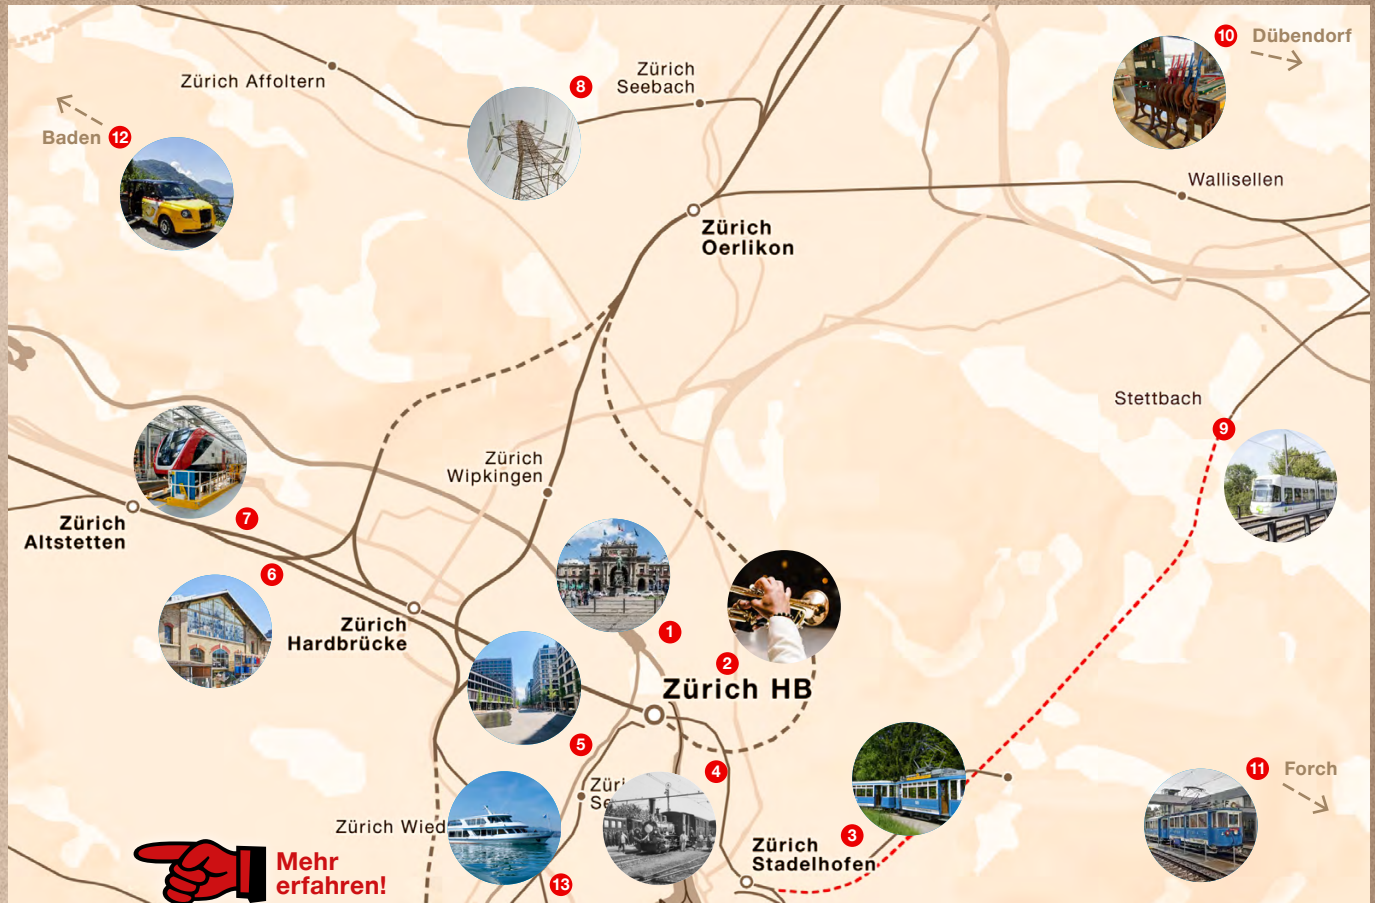 10 Dübendorf
8
Zürich
Seebach
Zürich Affoltern
Baden 12
Wallisellen
Zürich
Oerlikon
Stettbach
9
Zürich
Wipkingen
7
Zürich
Altstetten
6
Zürich
Hardbrücke
1
2
Zürich HB
5
4
11 Forch
Züri
Se
Zürich Wied
3
Zürich
Stadelhofen
Mehr
erfahren!
13